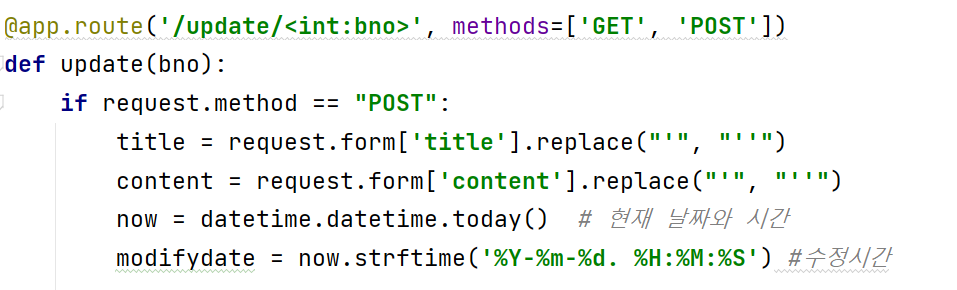 @app.route('/update/<int:bno>', methods=['GET', 'POST'])
def update(bno):
    if request.method == "POST":
        title = request.form['title'].replace("'", "''")
        content = request.form['content'].replace("'", "''")
        now = datetime.datetime.today()  # 현재 날짜와 시간
        modifydate = now.strftime('%Y-%m-%d. %H:%M:%S') #수정시간